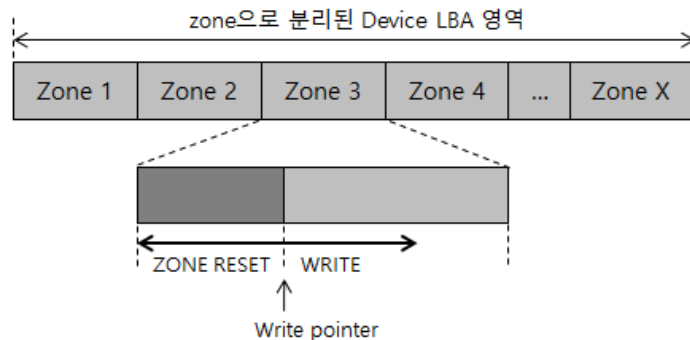 zone으로 분리된 Device LBA 영역
Zone 1 Zone 2 Zone 3 Zone 4 ... Zone X
ZONE RESET WRITE
Write pointer